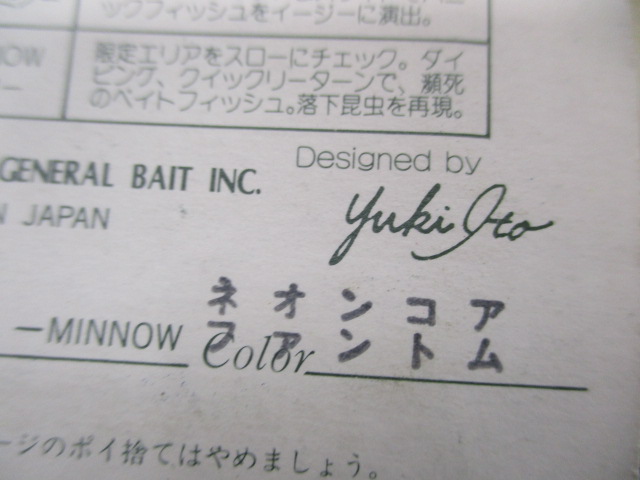 ックフィッシュをイージーに演出。
NOW
ー
限定エリアをスローにチェック。ダイ
ビング、クイックリーターンで、瀕死
のベイトフィッシュ。落下昆虫を再現。
GENERAL BAIT INC.
N JAPAN
Designed by
Yuki Ito
ネオンコア
ファントム
—MINNOW
Color
ージのポイ捨てはやめましょう。